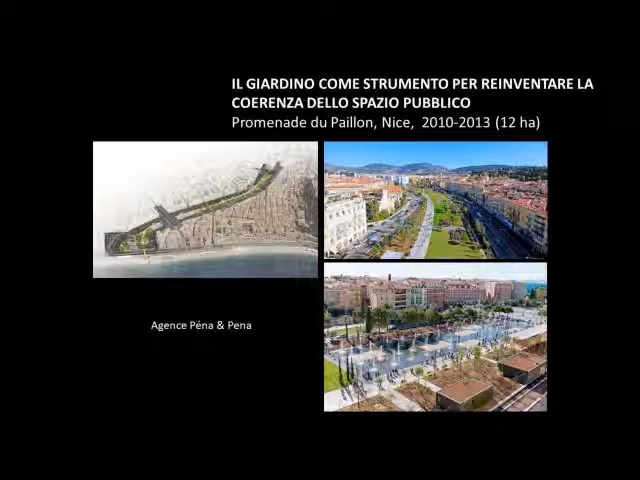 IL GIARDINO COME STRUMENTO PER REINVENTARE LA
COERENZA DELLO SPAZIO PUBBLICO
Promenade du Paillon, Nice, 2010-2013 (12 ha)
Agence Péna & Pena